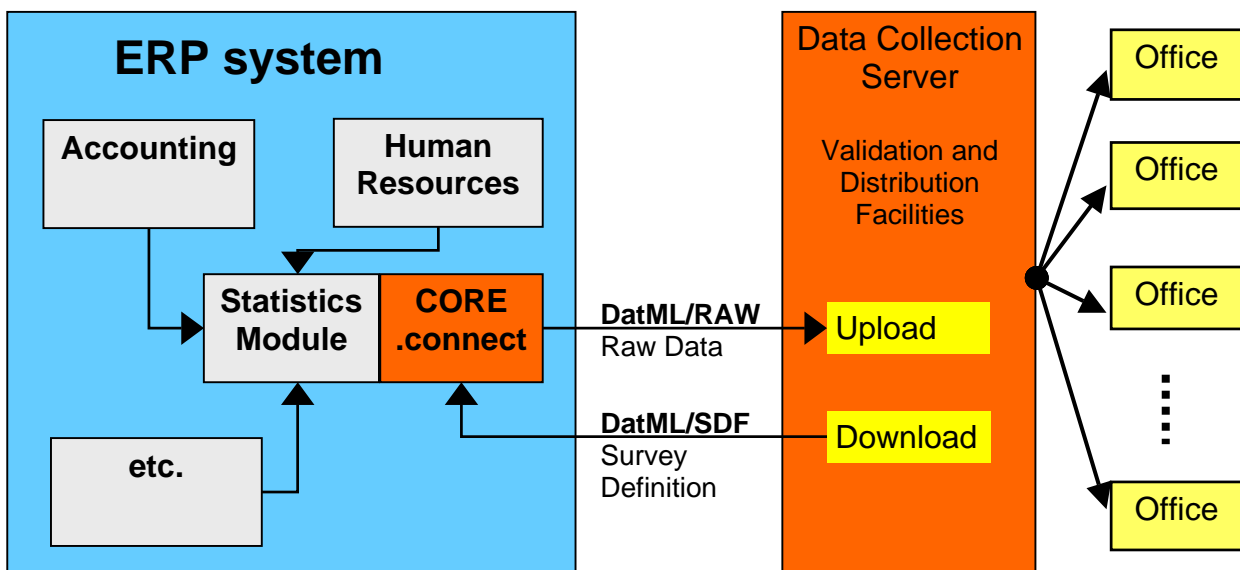 ERP system
Accounting
Human
Resources
Statistics
Module
CORE
.connect
etc.
DatML/RAW
Raw Data
DatML/SDF
Survey
Definition
Data Collection
Server
Validation and
Distribution
Facilities
Upload
Download
Office
Office
Office
Office